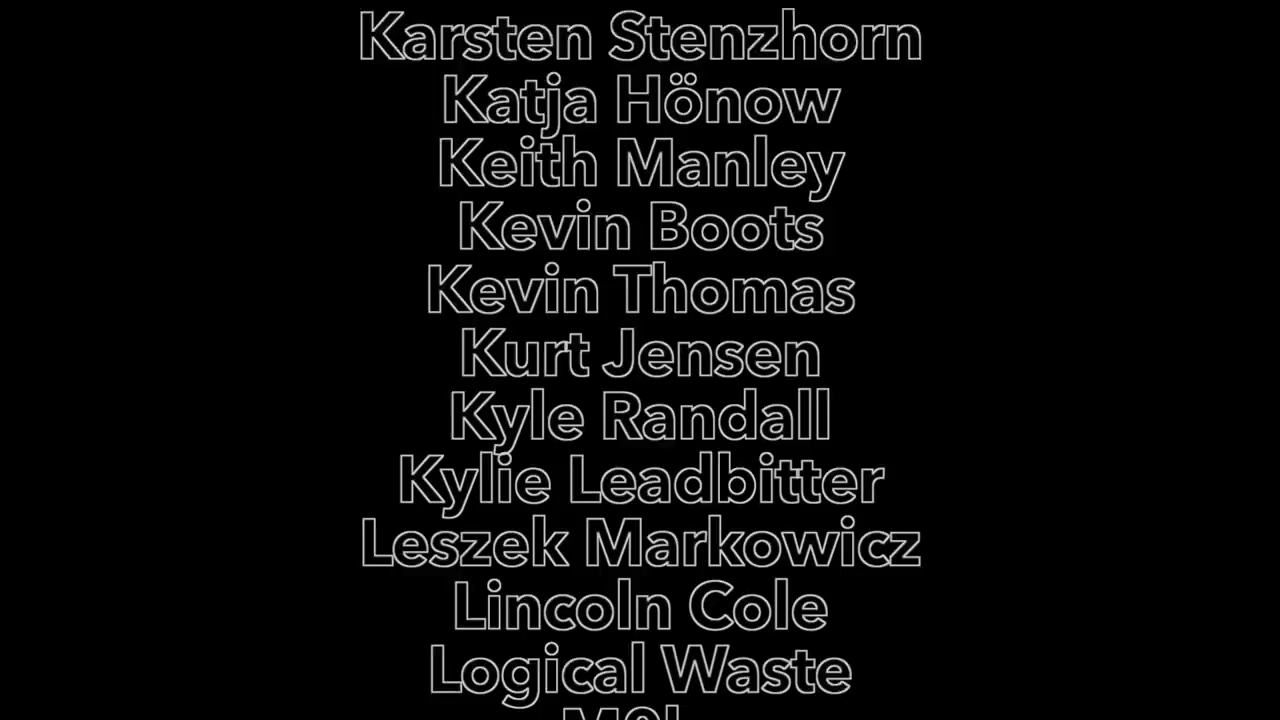 Karsten Stenzhorn
Katja Hönow
Keith Manley
Kevin Boots
Kevin Thomas
Kurt Jensen
Kyle Randall
Kylie Leadbitter
Leszek Markowicz
Lincoln Cole
Logical Waste